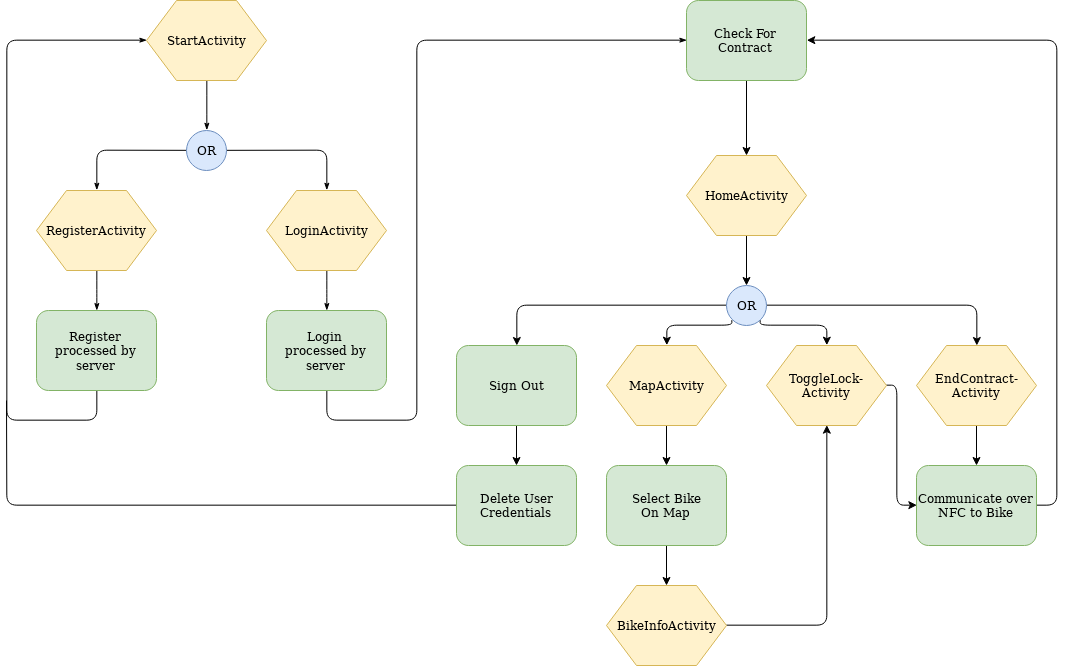 StartActivity
OR
RegisterActivity
LoginActivity
Register
processed by
server
Login
processed by
server
Check For
Contract
HomeActivity
OR
Sign Out
MapActivity
ToggleLock-
Activity
EndContract-
Activity
Delete User
Credentials
Select Bike
On Map
Communicate over
NFC to Bike
BikeInfoActivity